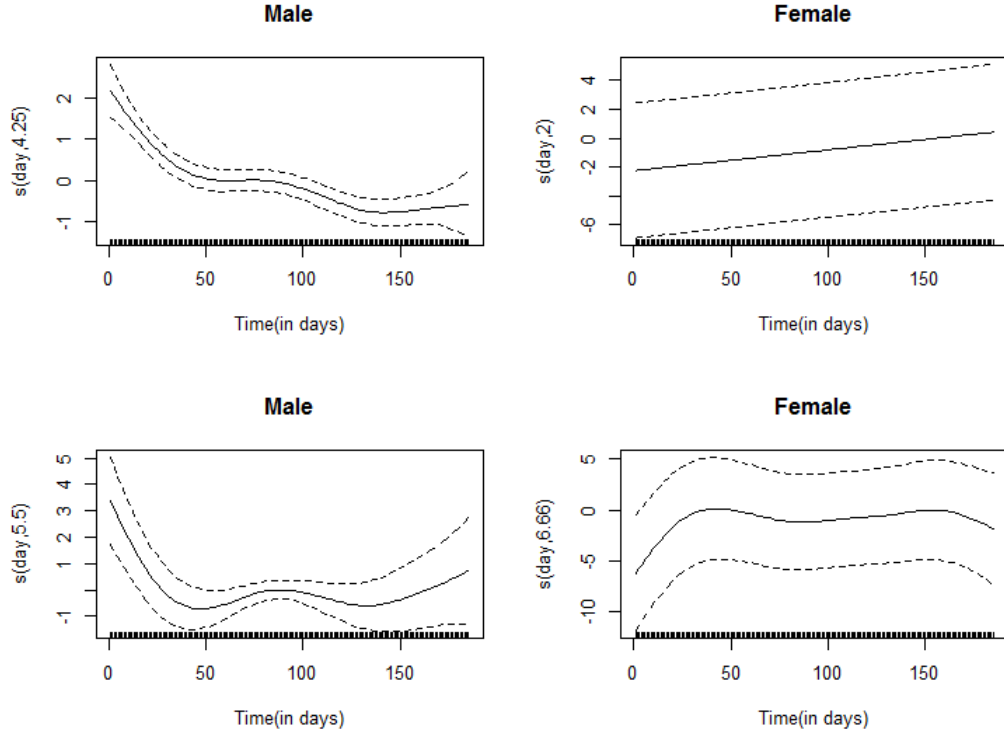 Male
s(day,4.25)
2
1
0
-1
0 50 100 150
Time(in days)
Female
s(day,2)
4
2
0
-2
-6
0 50 100 150
Time(in days)
Male
s(day,5.5)
5
4
3
2
1
-1
0 50 100 150
Time(in days)
Female
s(day,6.66)
5
0
-5
-10
0 50 100 150
Time(in days)